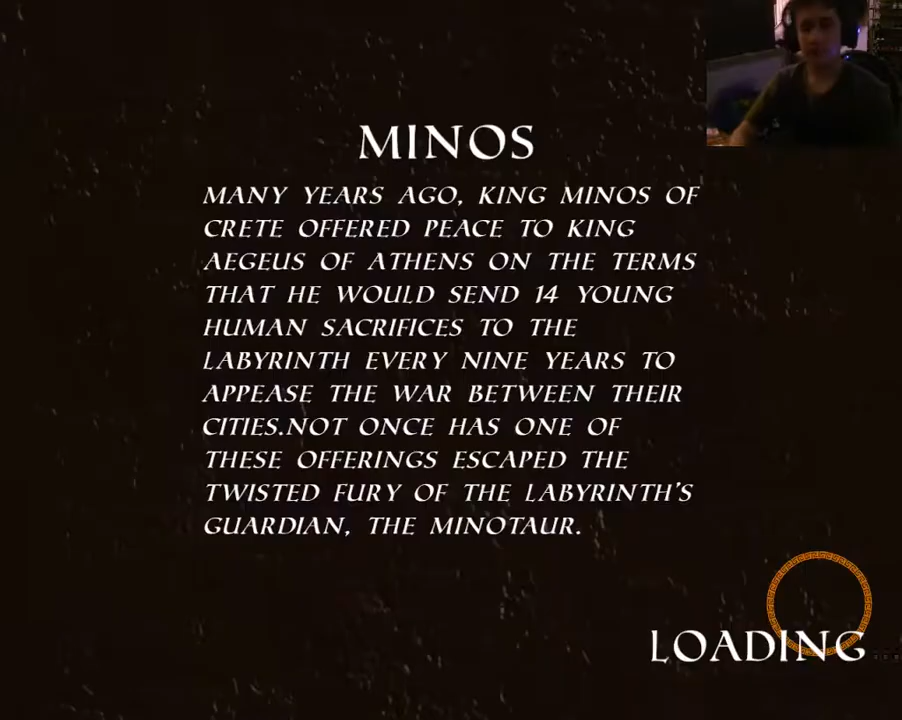 MINOS
MANY YEARS AGO, KING MINOS OF
CRETE OFFERED PEACE TO KING
AEGEUS OF ATHENS ON THE TERMS
THAT HE WOULD SEND 14 YOUNG
HUMAN SACRIFICES TO THE
LABYRINTH EVERY NINE YEARS TO
APPEASE THE WAR BETWEEN THEIR
CITIES.NOT ONCE HAS ONE OF
THESE OFFERINGS ESCAPED THE
TWISTED FURY OF THE LABYRINTH'S
GUARDIAN, THE MINOTAUR.
LOADING